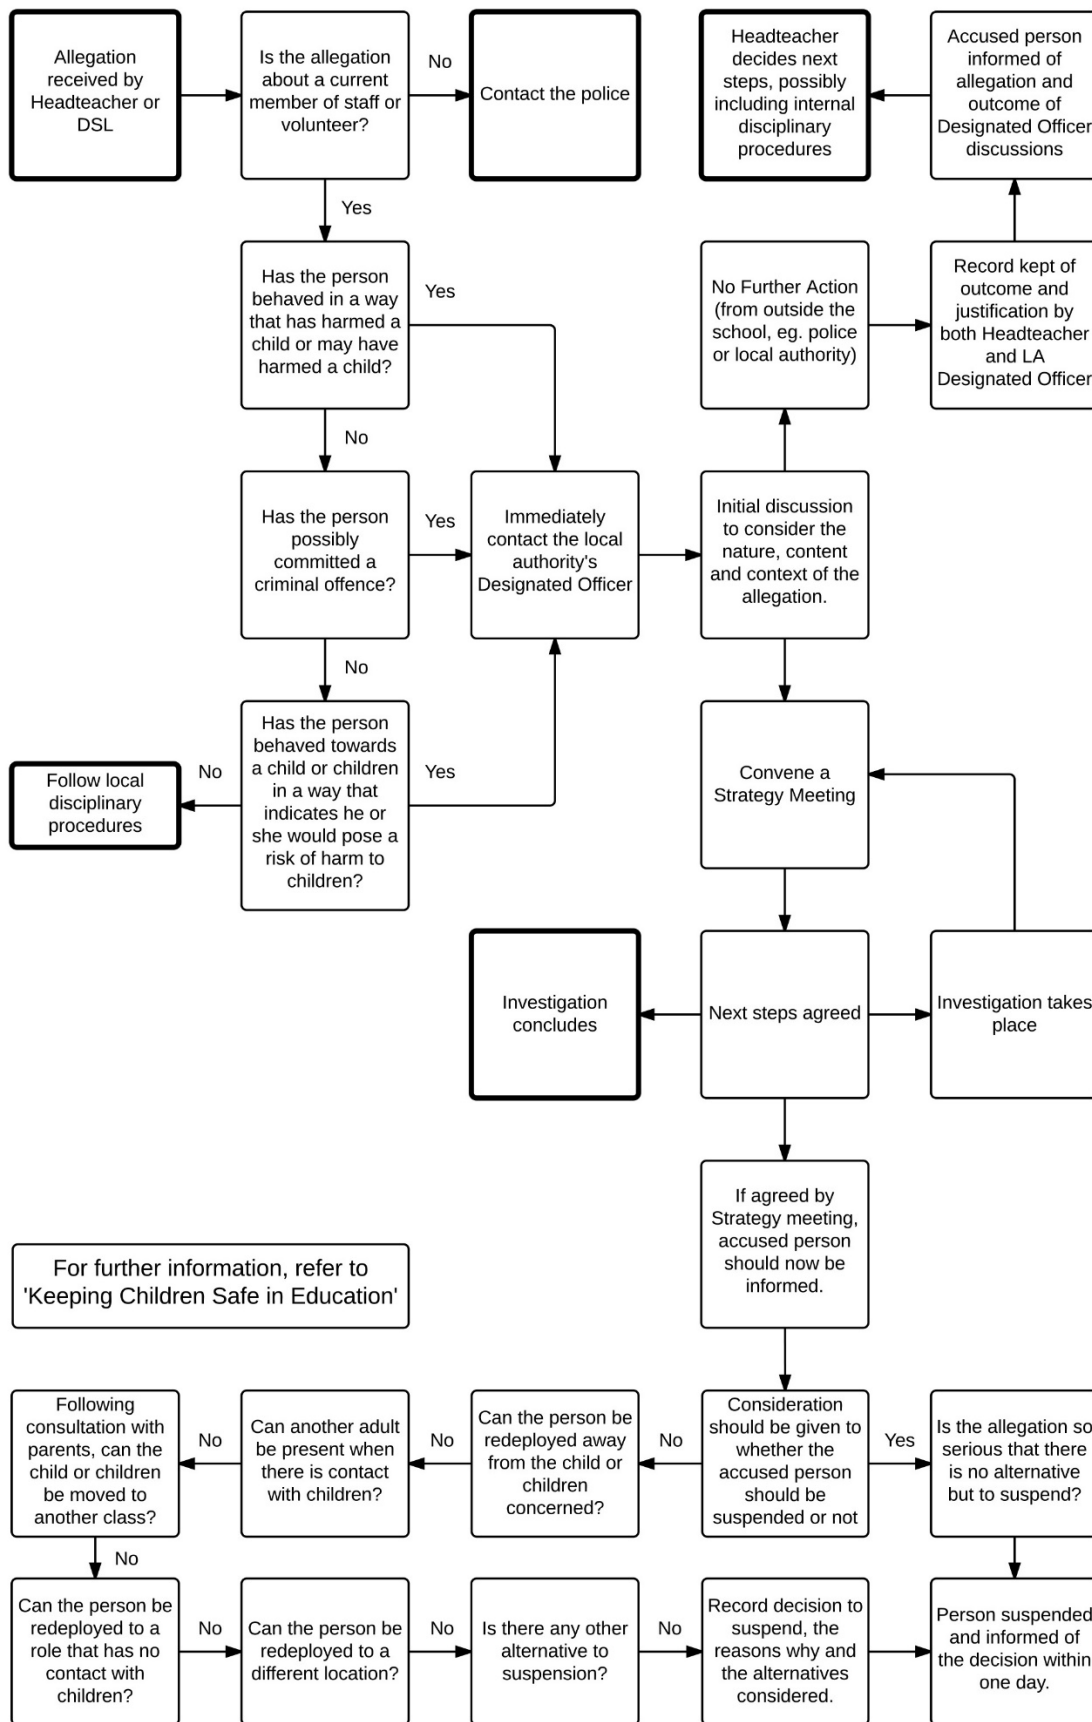 Allegation
received by
Headteacher or
DSL
Is the allegation
about a current
member of staff or
volunteer?
No
Contact the police
Headteacher
decides next
steps, possibly
including internal
disciplinary
procedures
Accused person
informed of
allegation and
outcome of
Designated Officer
discussions
Yes
Has the person
behaved in a way
that has harmed a
child or may have
harmed a child?
Yes
No Further Action
(from outside the
school, eg. police
or local authority)
Record kept of
outcome and
justification by
both Headteacher
and LA
Designated Officer
No
Has the person
possibly
committed a
criminal offence?
Yes
Immediately
contact the local
authority's
Designated Officer
Initial discussion
to consider the
nature, content
and context of the
allegation.
No
Has the person
behaved towards
a child or children
in a way that
indicates he or
she would pose a
risk of harm to
children?
No
Yes
Follow local
disciplinary
procedures
Convene a
Strategy Meeting
Investigation
concludes
Next steps agreed
Investigation takes
place
If agreed by
Strategy meeting,
accused person
should now be
informed.
For further information, refer to
'Keeping Children Safe in Education'
Following
consultation with
parents, can the
child or children
be moved to
another class?
No
Can another adult
be present when
there is contact
with children?
No
Can the person be
redeployed away
from the child or
children
concerned?
No
Consideration
should be given to
whether the
accused person
should be
suspended or not
Yes
Is the allegation so
serious that there
is no alternative
but to suspend?
No
Can the person be
redeployed to a
role that has no
contact with
children?
No
Can the person be
redeployed to a
different location?
No
Is there any other
alternative to
suspension?
No
Record decision to
suspend, the
reasons why and
the alternatives
considered.
Person suspended
and informed of
the decision within
one day.